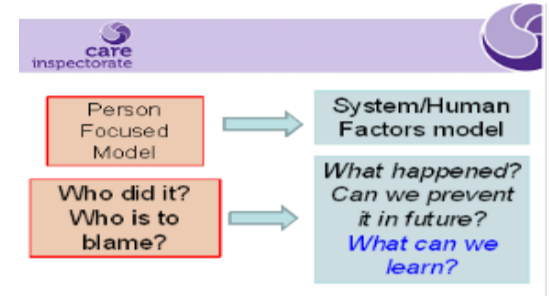 care
inspectorate
Person
Focused
Model
System/Human
Factors model
Who did it?
Who is to
blame?
What happened?
Can we prevent
it in future?
What can we
learn?